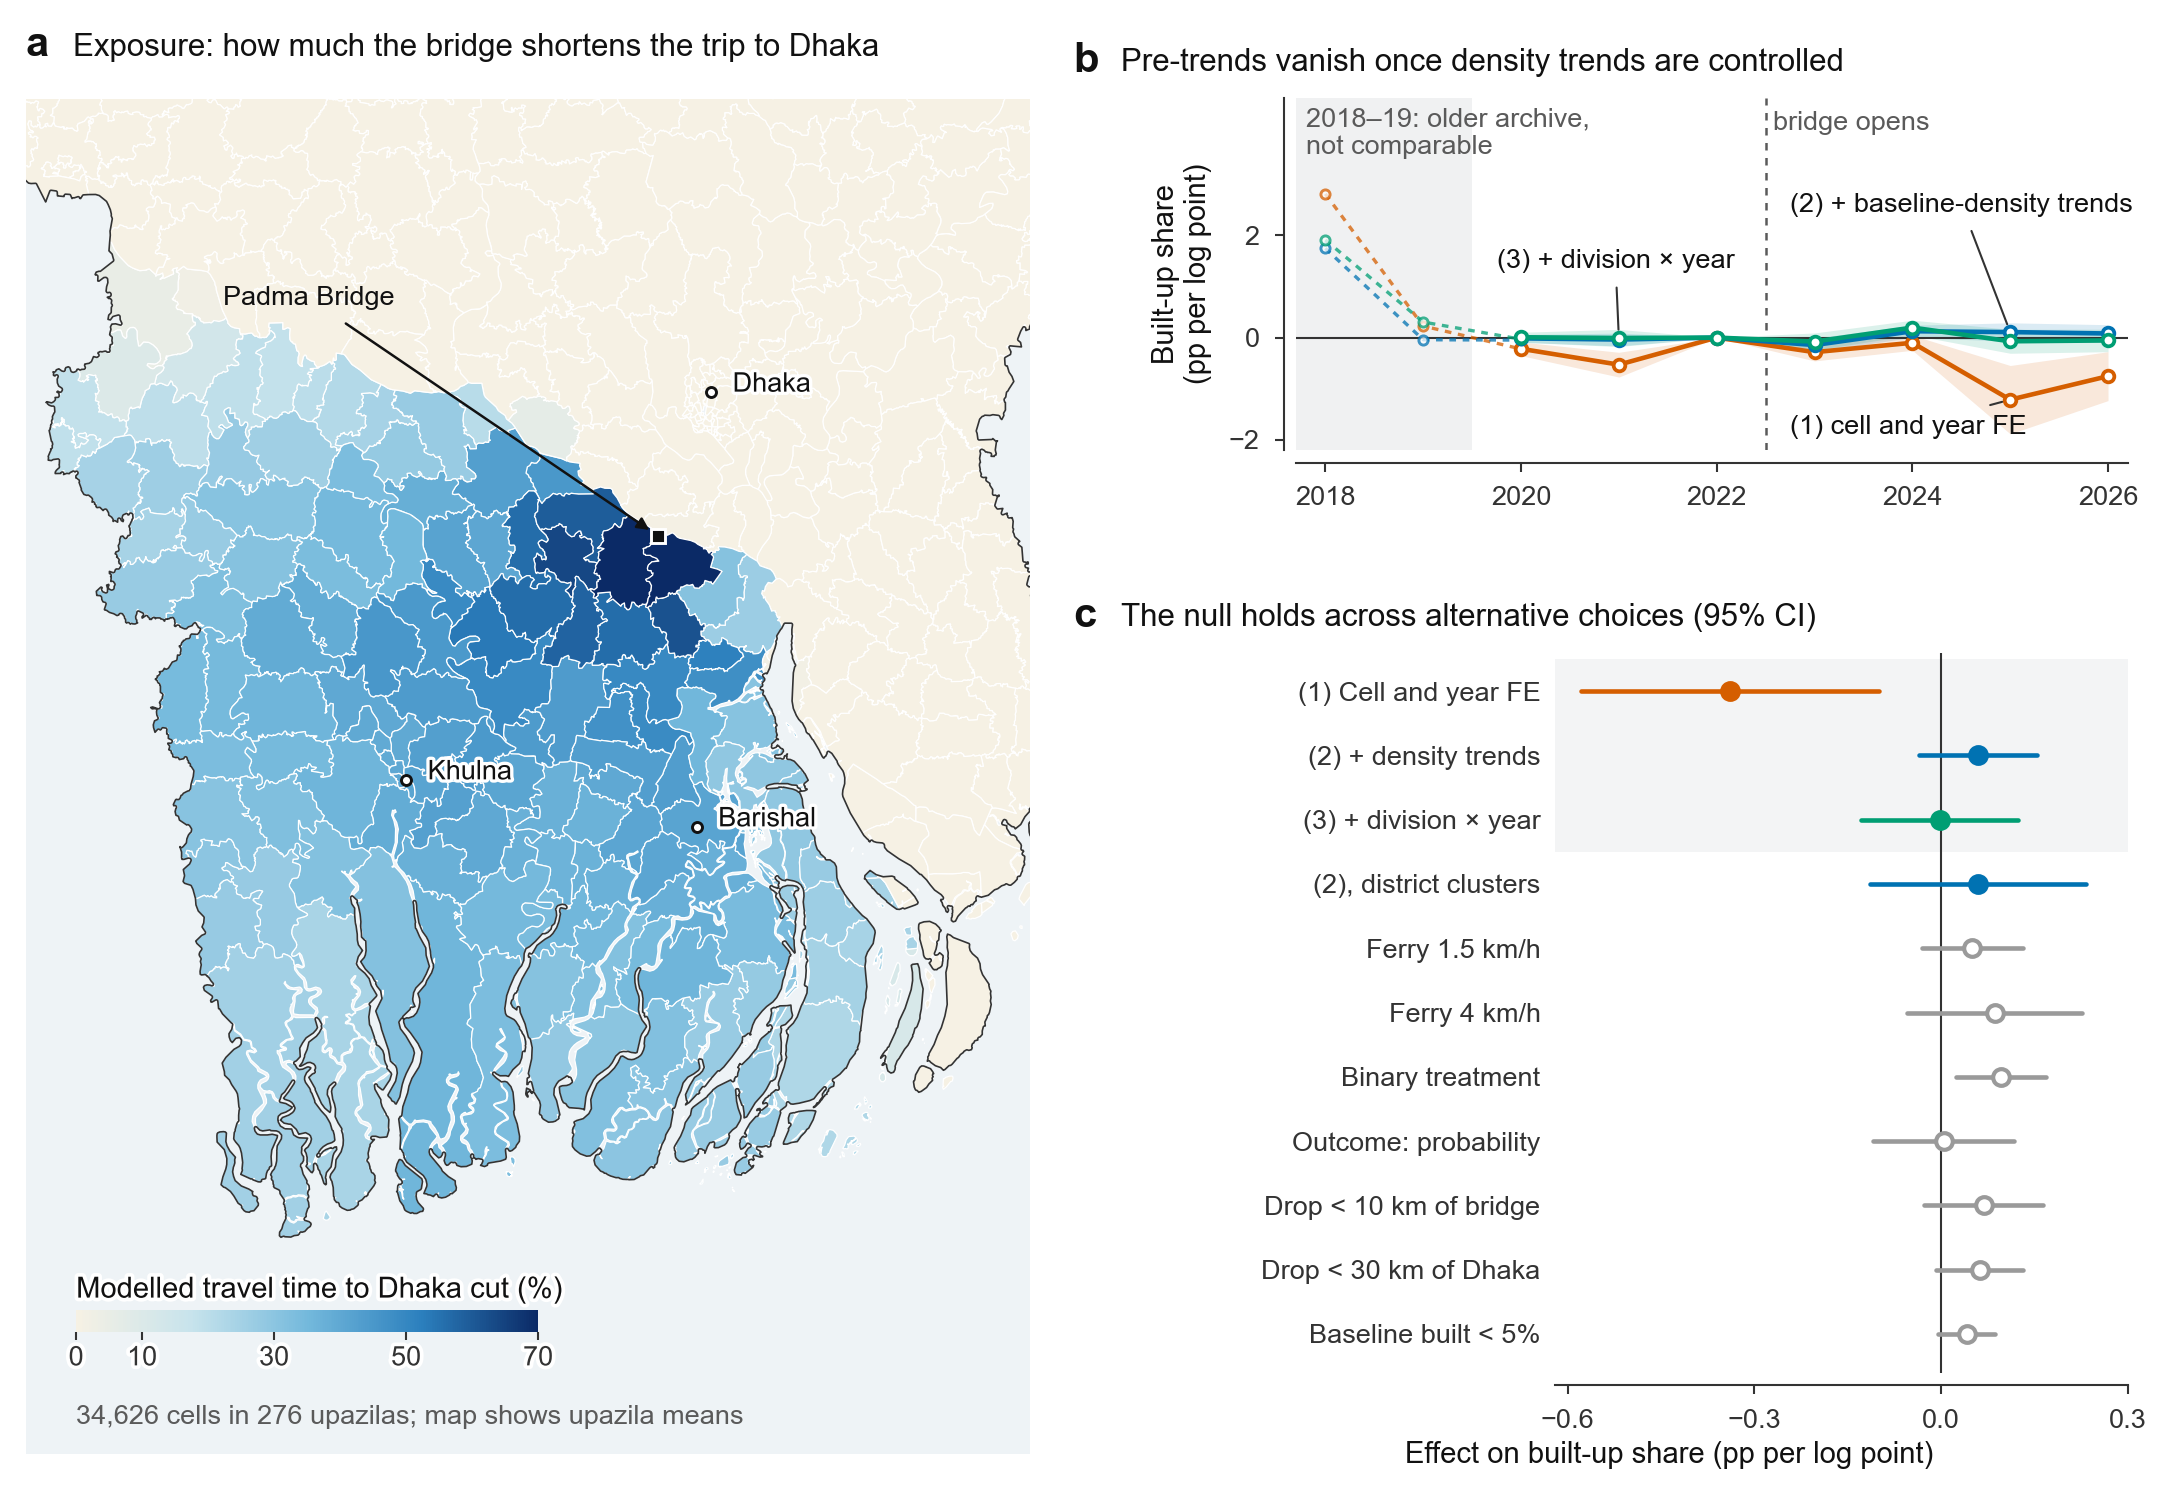 a Exposure: how much the bridge shortens the trip to Dhaka
Padma Bridge
Dhaka
Khulna
Barishal
Modelled travel time to Dhaka cut (%)
0 10 30 50 70
34,626 cells in 276 upazilas; map shows upazila means
b Pre-trends vanish once density trends are controlled
2018–19: older archive,
not comparable
bridge opens
(2) + baseline-density trends
(3) + division × year
(1) cell and year FE
Built-up share
(pp per log point)
2
0
−2
2018 2020 2022 2024 2026
c The null holds across alternative choices (95% CI)
(1) Cell and year FE
(2) + density trends
(3) + division × year
(2), district clusters
Ferry 1.5 km/h
Ferry 4 km/h
Binary treatment
Outcome: probability
Drop < 10 km of bridge
Drop < 30 km of Dhaka
Baseline built < 5%
−0.6 −0.3 0.0 0.3
Effect on built-up share (pp per log point)